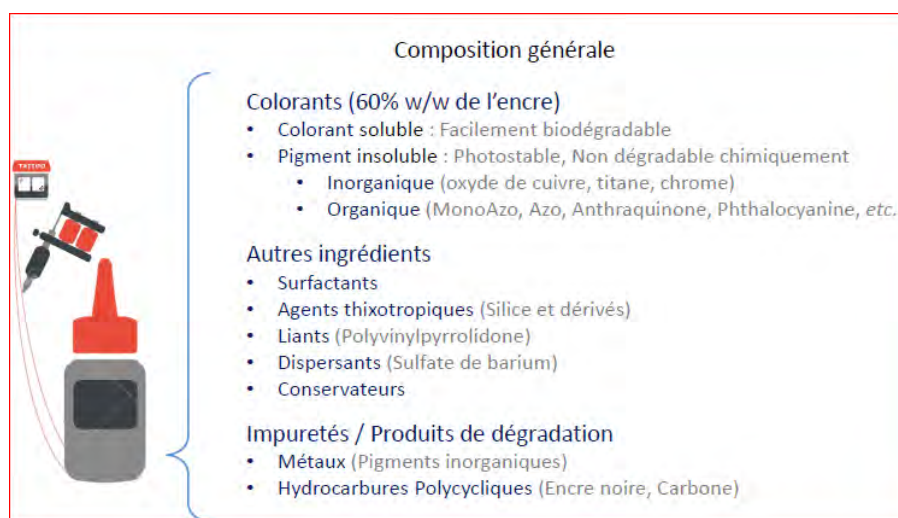 Composition générale
Colorants (60% w/w de l'encre)
• Colorant soluble : Facilement biodégradable
• Pigment insoluble : Photostable, Non dégradable chimiquement
• Inorganique (oxyde de cuivre, titane, chrome)
• Organique (MonoAzo, Azo, Anthraquinone, Phthalocyanine, etc.
Autres ingrédients
• Surfactants
• Agents thixotropiques (Silice et dérivés)
• Liants (Polyvinylpyrrolidone)
• Dispersants (Sulfate de barium)
• Conservateurs
Impuretés / Produits de dégradation
• Métaux (Pigments inorganiques)
• Hydrocarbures Polycycliques (Encre noire, Carbone)